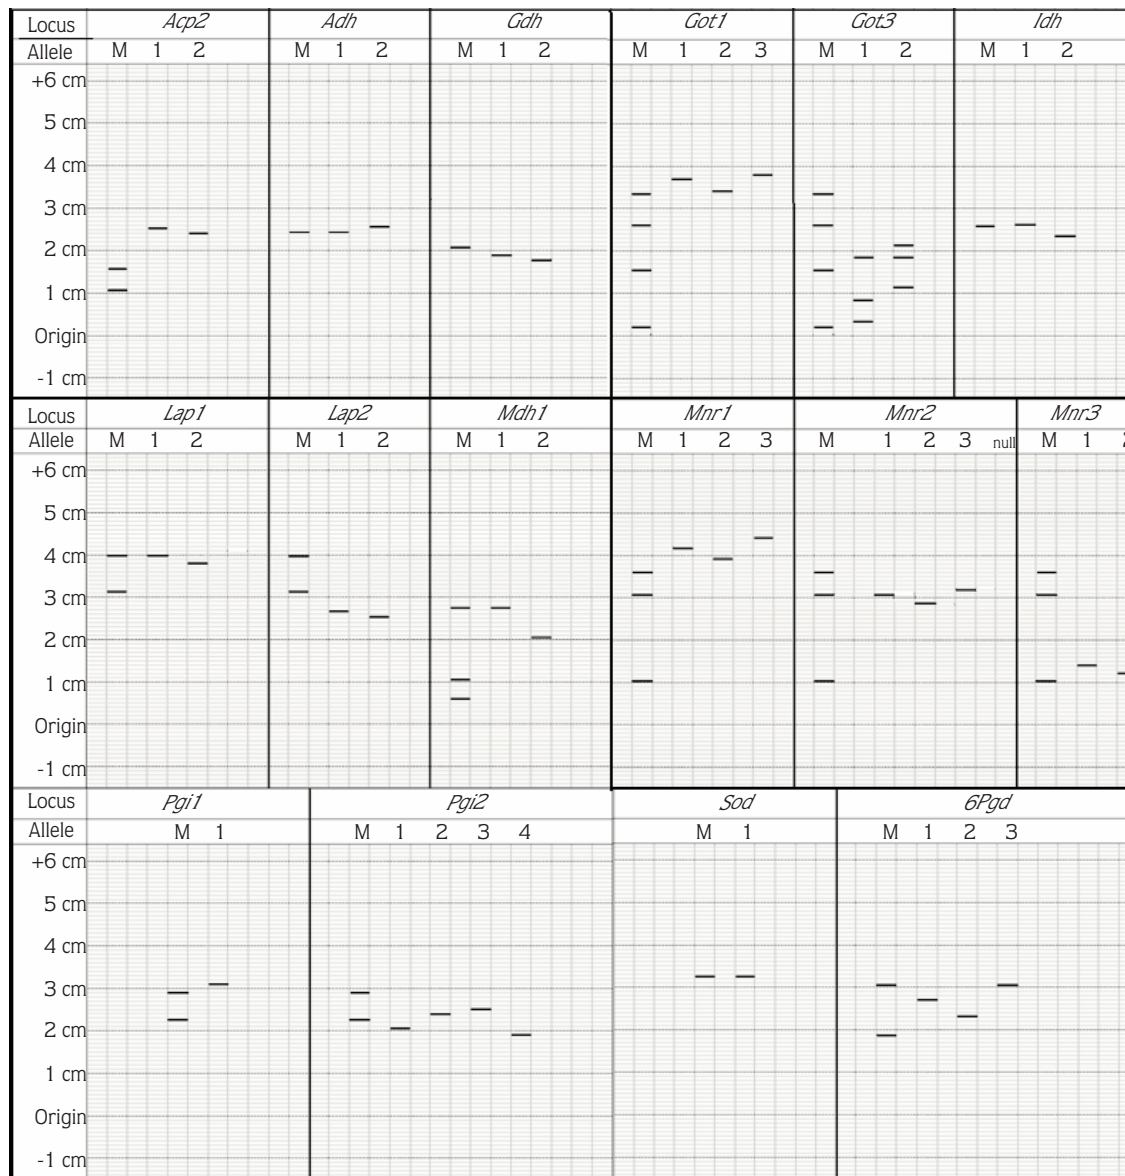 Locus Acp2 Adh Gdh Got1 Got3 Idh
Allele M 1 2 M 1 2 M 1 2 M 1 2 3 M 1 2 M 1 2
+6 cm
5 cm
4 cm
3 cm
2 cm
1 cm
Origin
-1 cm
Locus Lap1 Lap2 Mdh1 Mnr1 Mnr2 Mnr3
Allele M 1 2 M 1 2 M 1 2 M 1 2 3 M 1 2 3 null M 1
+6 cm
5 cm
4 cm
3 cm
2 cm
1 cm
Origin
-1 cm
Locus Pgi1 Pgi2 Sod 6Pgd
Allele M 1 M 1 2 3 4 M 1 M 1 2 3
+6 cm
5 cm
4 cm
3 cm
2 cm
1 cm
Origin
-1 cm